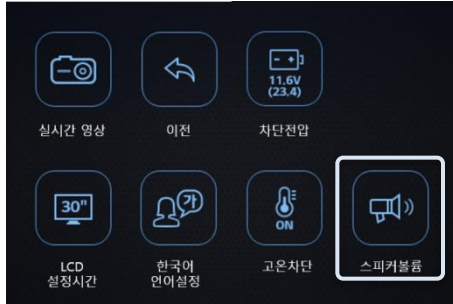 11.6V
(23.4)
실시간 영상
이전
차단전압
30"
가
ON
LCD
설정시간
한국어
언어설정
고온차단
스피커볼륨